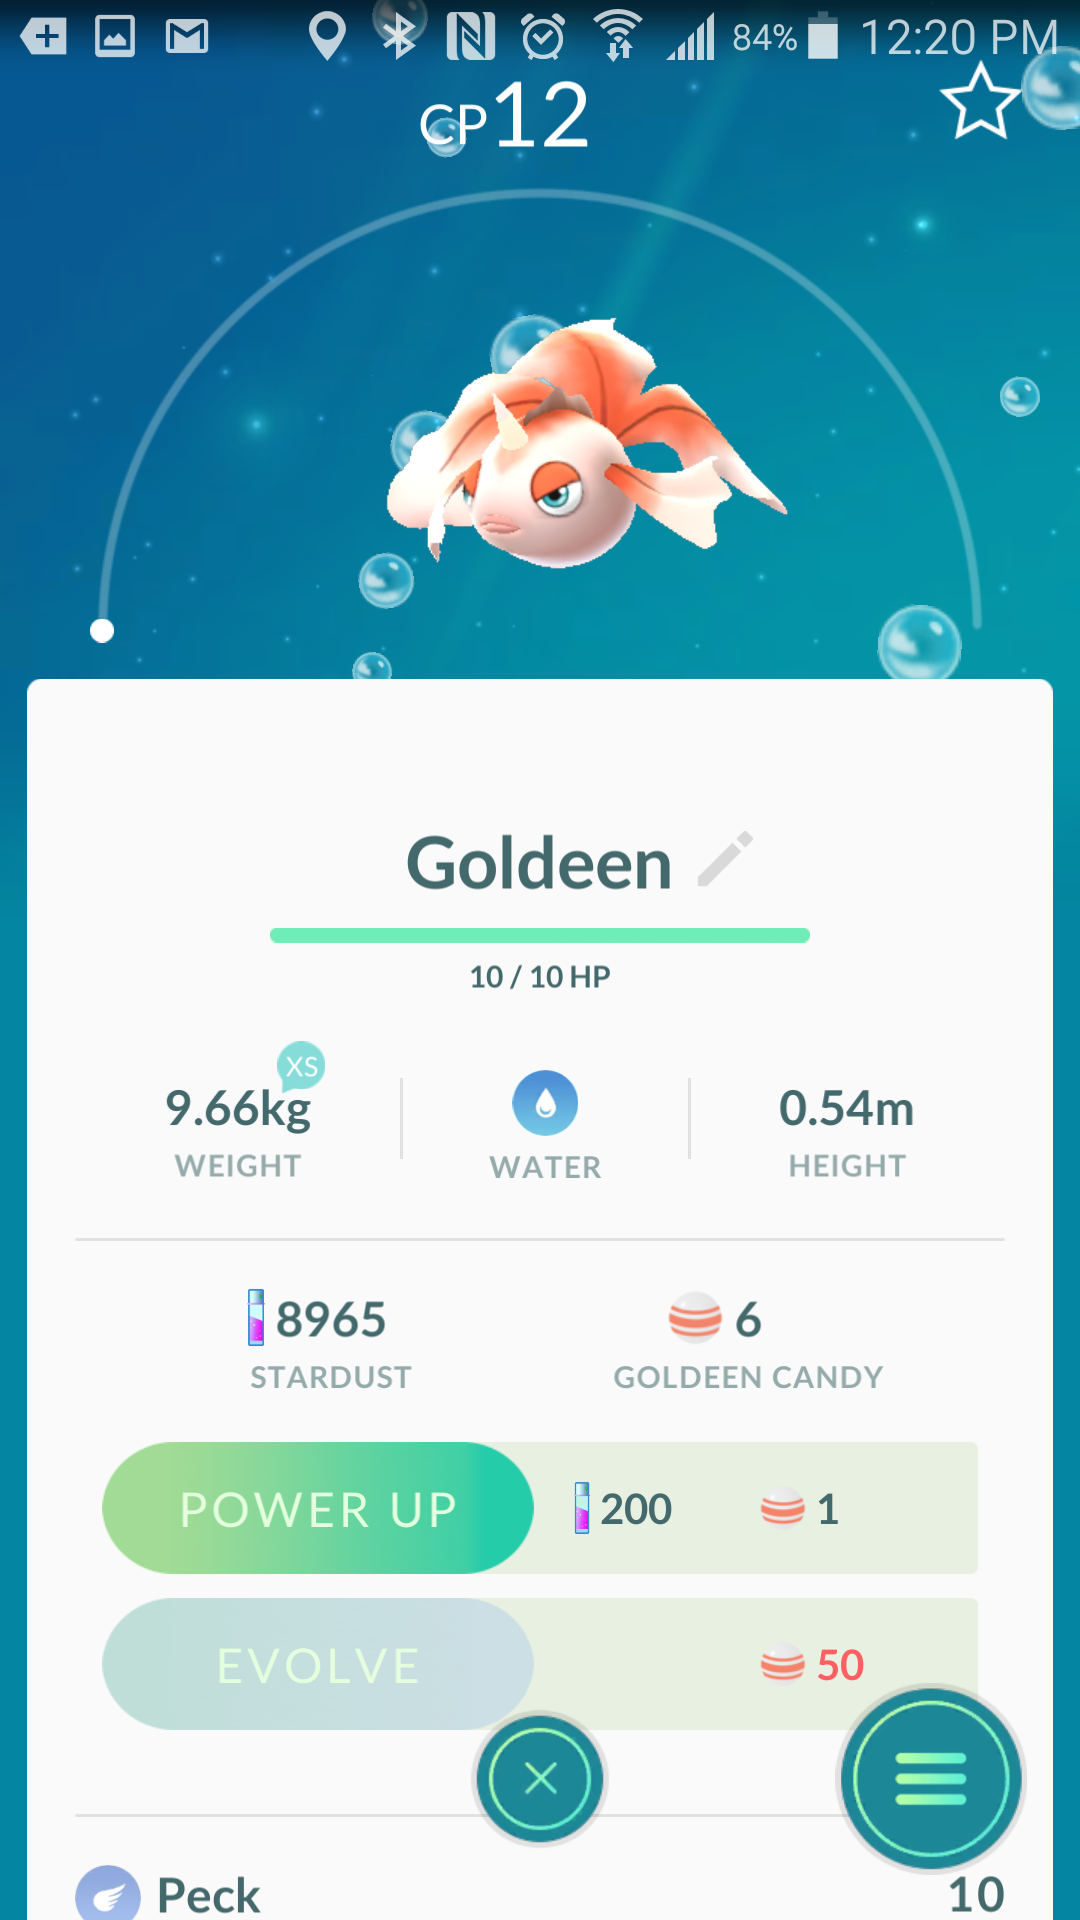 84% 12:20 PM
CP12
Goldeen
10 / 10 HP
XS
9.66kg 0.54m
WEIGHT WATER HEIGHT
8965 6
STARDUST GOLDEEN CANDY
POWER UP 200 1
EVOLVE 50
Peck 10